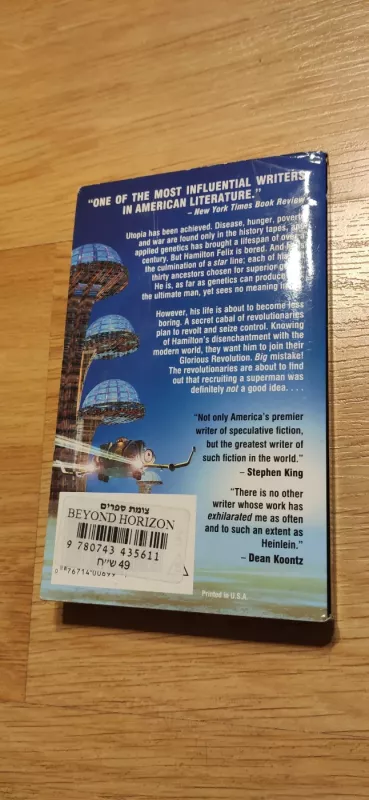 "ONE OF THE MOST INFLUENTIAL WRITERS
IN AMERICAN LITERATURE."
– New York Times Book Review
Utopia has been achieved. Disease, hunger, poverty
and war are found only in the history tapes, and
applied genetics has brought a lifespan of over a
century. But Hamilton Felix is bored. And he is
the culmination of a star line; each of his last
thirty ancestors chosen for superior genes.
He is, as far as genetics can produce one,
the ultimate man, yet sees no meaning in life.
However, his life is about to become less
boring. A secret cabal of revolutionaries
plan to revolt and seize control. Knowing
of Hamilton's disenchantment with the
modern world, they want him to join their
Glorious Revolution. Big mistake!
The revolutionaries are about to find
out that recruiting a superman was
definitely not a good idea. . . .
"Not only America's premier
writer of speculative fiction,
but the greatest writer of
such fiction in the world."
– Stephen King
"There is no other
writer whose work has
exhilarated me as often
and to such an extent as
Heinlein."
– Dean Koontz
צומת ספרים
BEYOND HORIZON
9 780743 435611
49 ש"ח
Printed in U.S.A.